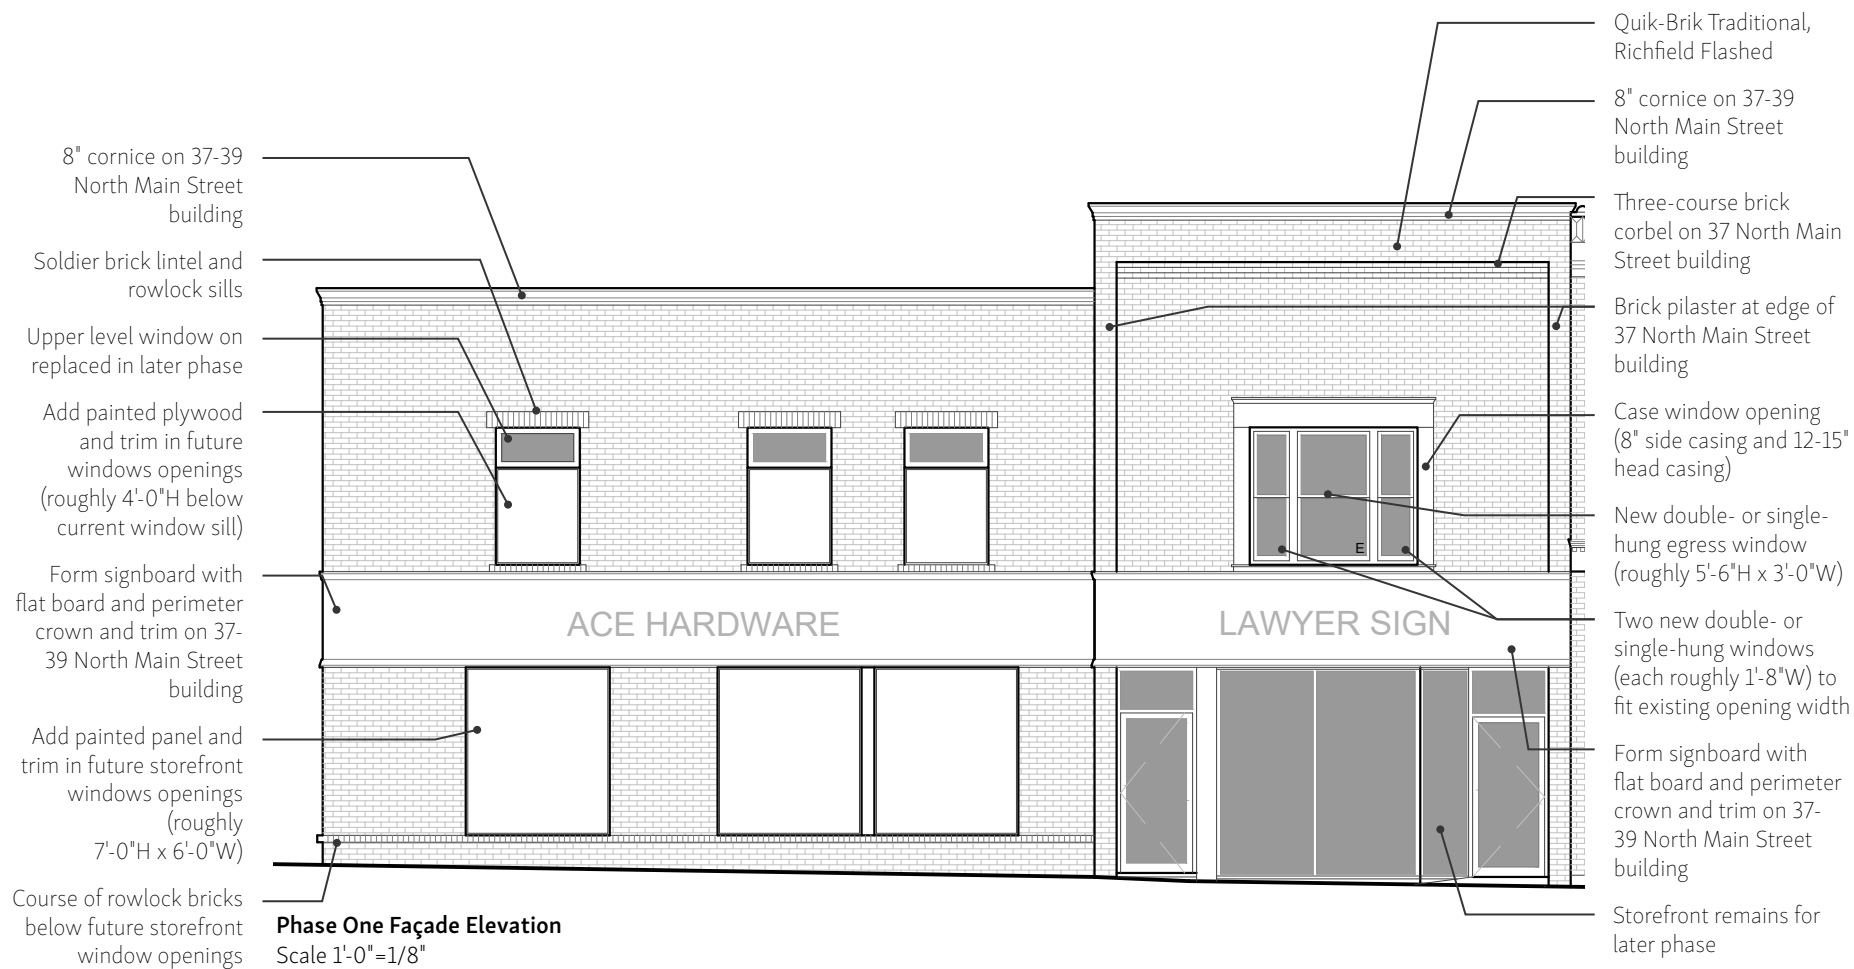 8" cornice on 37-39
North Main Street
building
Soldier brick lintel and
rowlock sills
Upper level window on
replaced in later phase
Add painted plywood
and trim in future
windows openings
(roughly 4'-0"H below
current window sill)
Form signboard with
flat board and perimeter
crown and trim on 37-
39 North Main Street
building
Add painted panel and
trim in future storefront
windows openings
(roughly
7'-0"H x 6'-0"W)
Course of rowlock bricks
below future storefront
window openings
ACE HARDWARE
LAWYER SIGN
E
Phase One Façade Elevation
Scale 1'-0"=1/8"
Quik-Brik Traditional,
Richfield Flashed
8" cornice on 37-39
North Main Street
building
Three-course brick
corbel on 37 North Main
Street building
Brick pilaster at edge of
37 North Main Street
building
Case window opening
(8" side casing and 12-15"
head casing)
New double- or single-
hung egress window
(roughly 5'-6"H x 3'-0"W)
Two new double- or
single-hung windows
(each roughly 1'-8"W) to
fit existing opening width
Form signboard with
flat board and perimeter
crown and trim on 37-
39 North Main Street
building
Storefront remains for
later phase